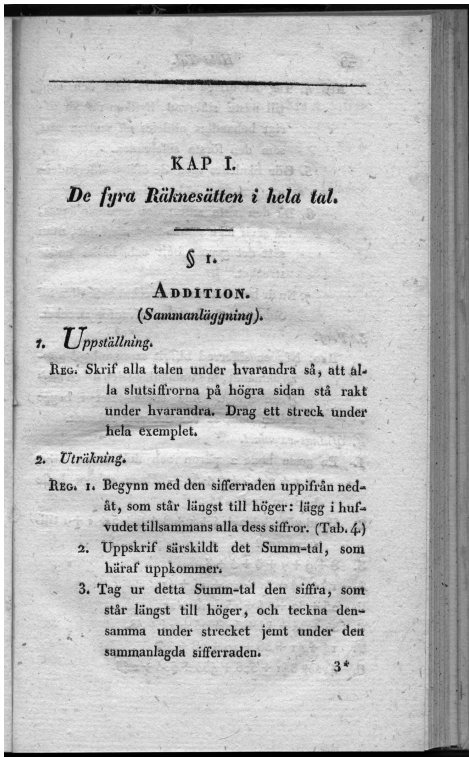 KAP I.
De fyra Räknesätten i hela tal.
§ 1.
ADDITION.
(Sammanläggning).
1. Uppställning.
REG. Skrif alla talen under hvarandra så, att al-
la slutsiffrorna på högra sidan stå rakt
under hvarandra. Drag ett streck under
hela exemplet.
2. Uträkning.
REG. 1. Begynn med den sifferraden uppifrån ned-
åt, som står längst till höger: lägg i huf-
vudet tillsammans alla dess siffror. (Tab. 4.)
2. Uppskrif särskildt det Summ-tal, som
häraf uppkommer.
3. Tag ur detta Summ-tal den siffra, som
står längst till höger, och teckna den-
samma under strecket jemt under den
sammanlagda sifferraden.
3*